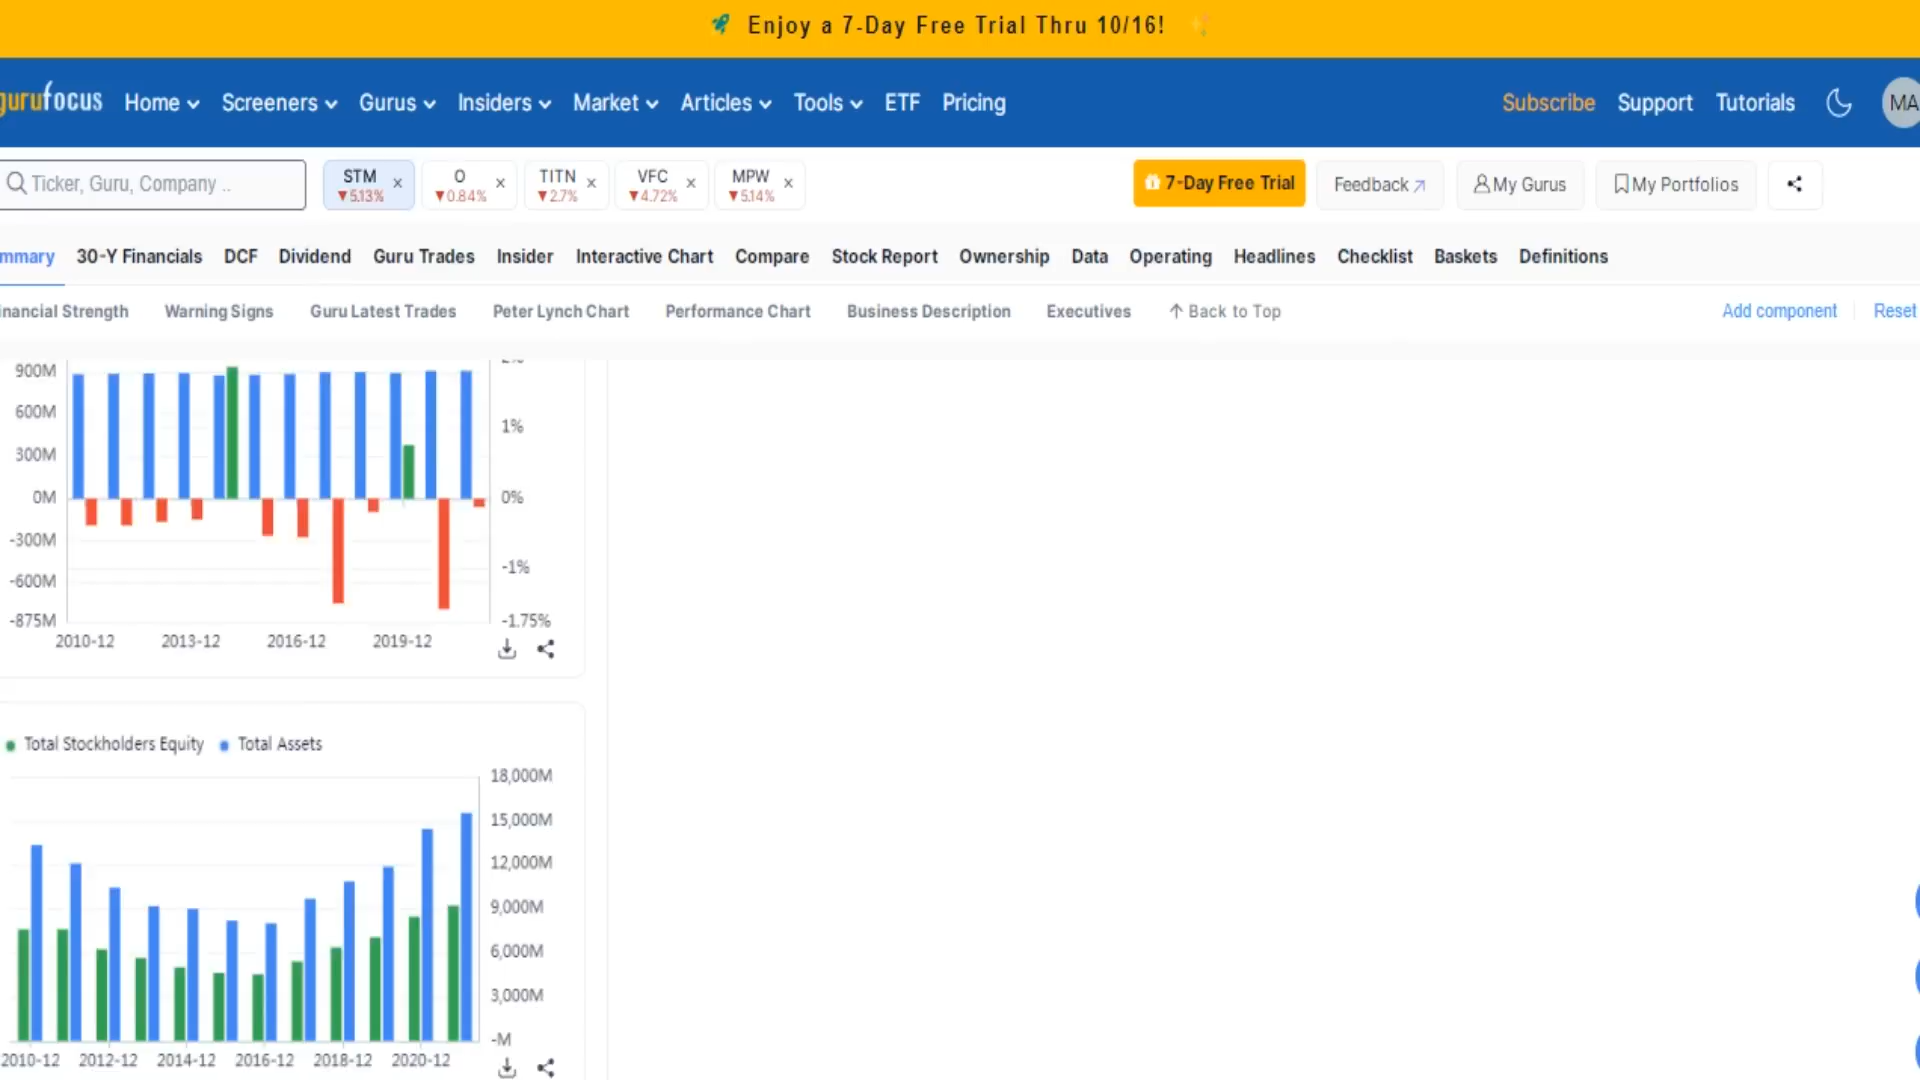 Enjoy a 7-Day Free Trial Thru 10/16!
gurufocus Home Screeners Gurus Insiders Market Articles Tools ETF Pricing Subscribe Support Tutorials MA
Ticker, Guru, Company .. STM × O × TITN × VFC × MPW × 7-Day Free Trial Feedback My Gurus My Portfolios
▼5.13% ▼0.84% ▼2.7% ▼4.72% ▼5.14%
mmary 30-Y Financials DCF Dividend Guru Trades Insider Interactive Chart Compare Stock Report Ownership Data Operating Headlines Checklist Baskets Definitions
inancial Strength Warning Signs Guru Latest Trades Peter Lynch Chart Performance Chart Business Description Executives Back to Top Add component Reset
900M
600M 1%
300M
0M 0%
-300M
-600M -1%
-875M -1.75%
2010-12 2013-12 2016-12 2019-12
Total Stockholders Equity Total Assets
18,000M
15,000M
12,000M
9,000M
6,000M
3,000M
-M
2010-12 2012-12 2014-12 2016-12 2018-12 2020-12